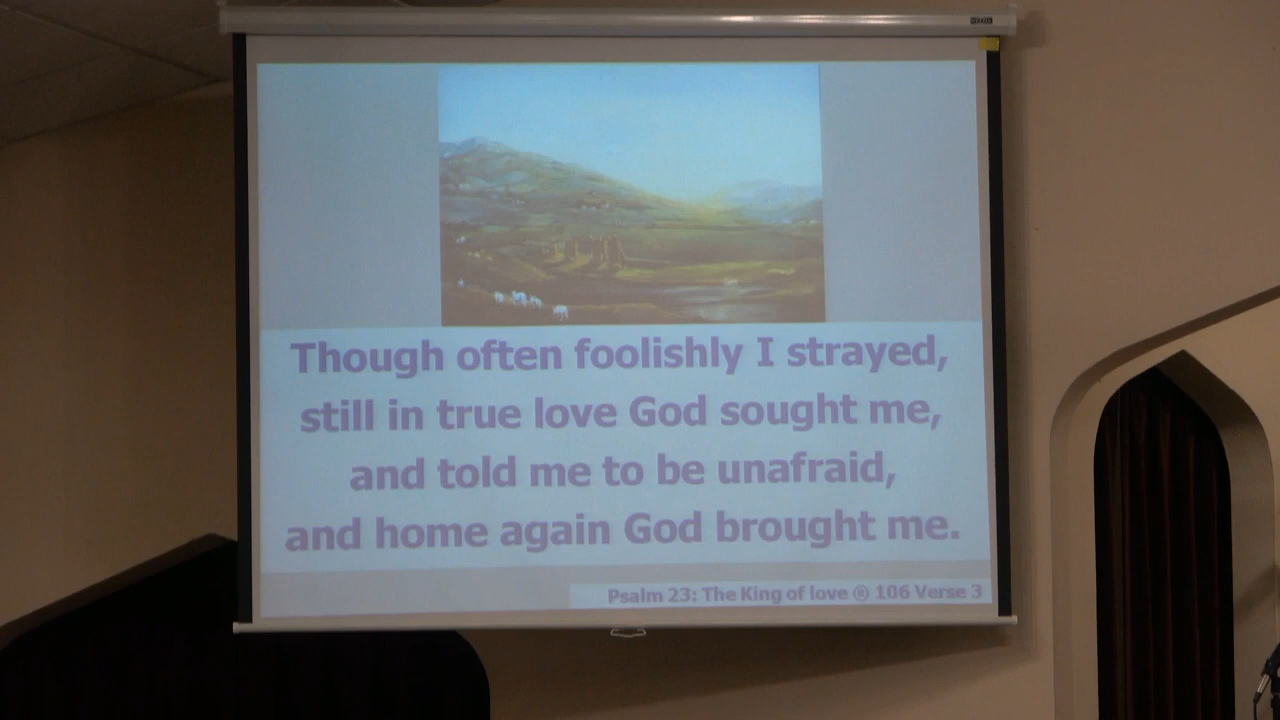 Though often foolishly I strayed,
still in true love God sought me,
and told me to be unafraid,
and home again God brought me.
Psalm 23: The King of love ® 106 Verse 3